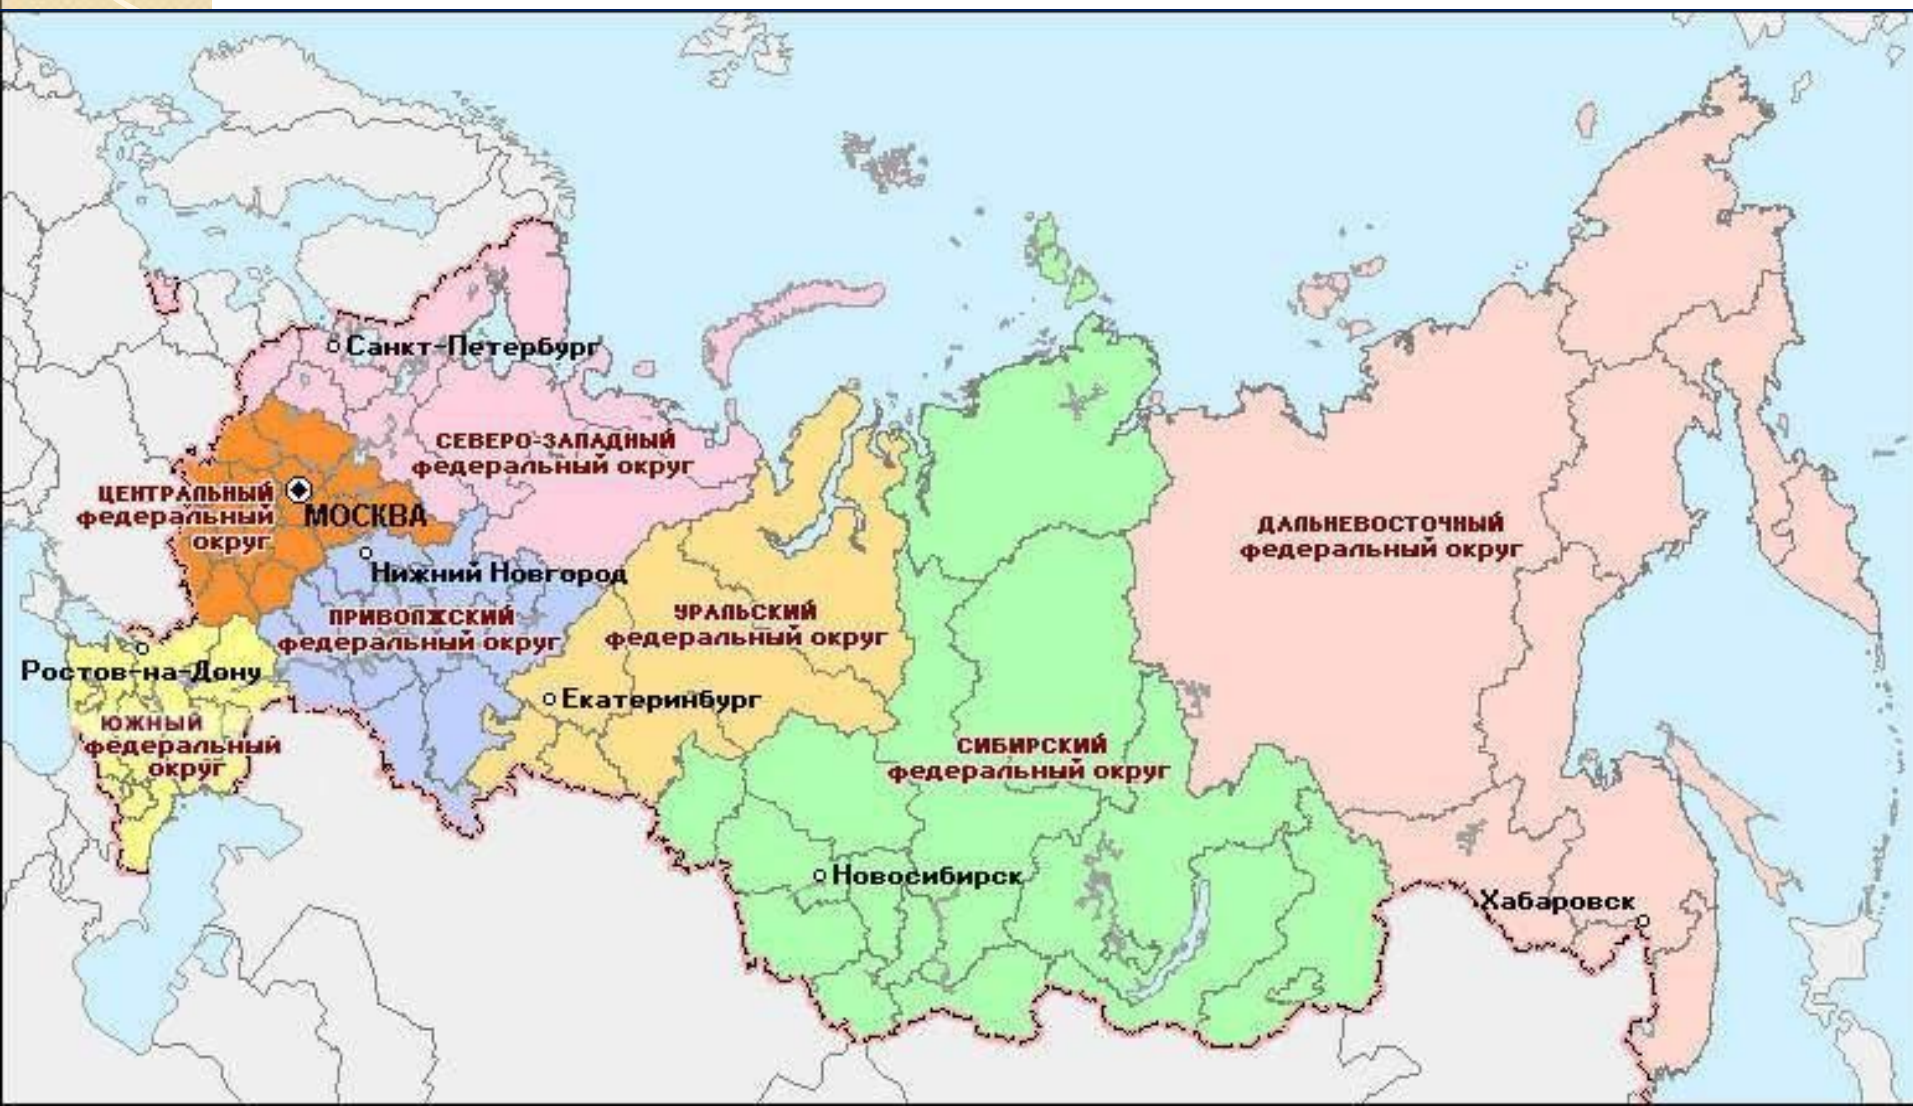 Санкт-Петербург
СЕВЕРО-ЗАПАДНЫЙ
федеральный округ
ЦЕНТРАЛЬНЫЙ
федеральный
округ
МОСКВА
Нижний Новгород
ПРИВОЛЖСКИЙ
федеральный округ
УРАЛЬСКИЙ
федеральный округ
ДАЛЬНЕВОСТОЧНЫЙ
федеральный округ
Ростов-на-Дону
Екатеринбург
ЮЖНЫЙ
федеральный
округ
СИБИРСКИЙ
федеральный округ
Новосибирск
Хабаровск